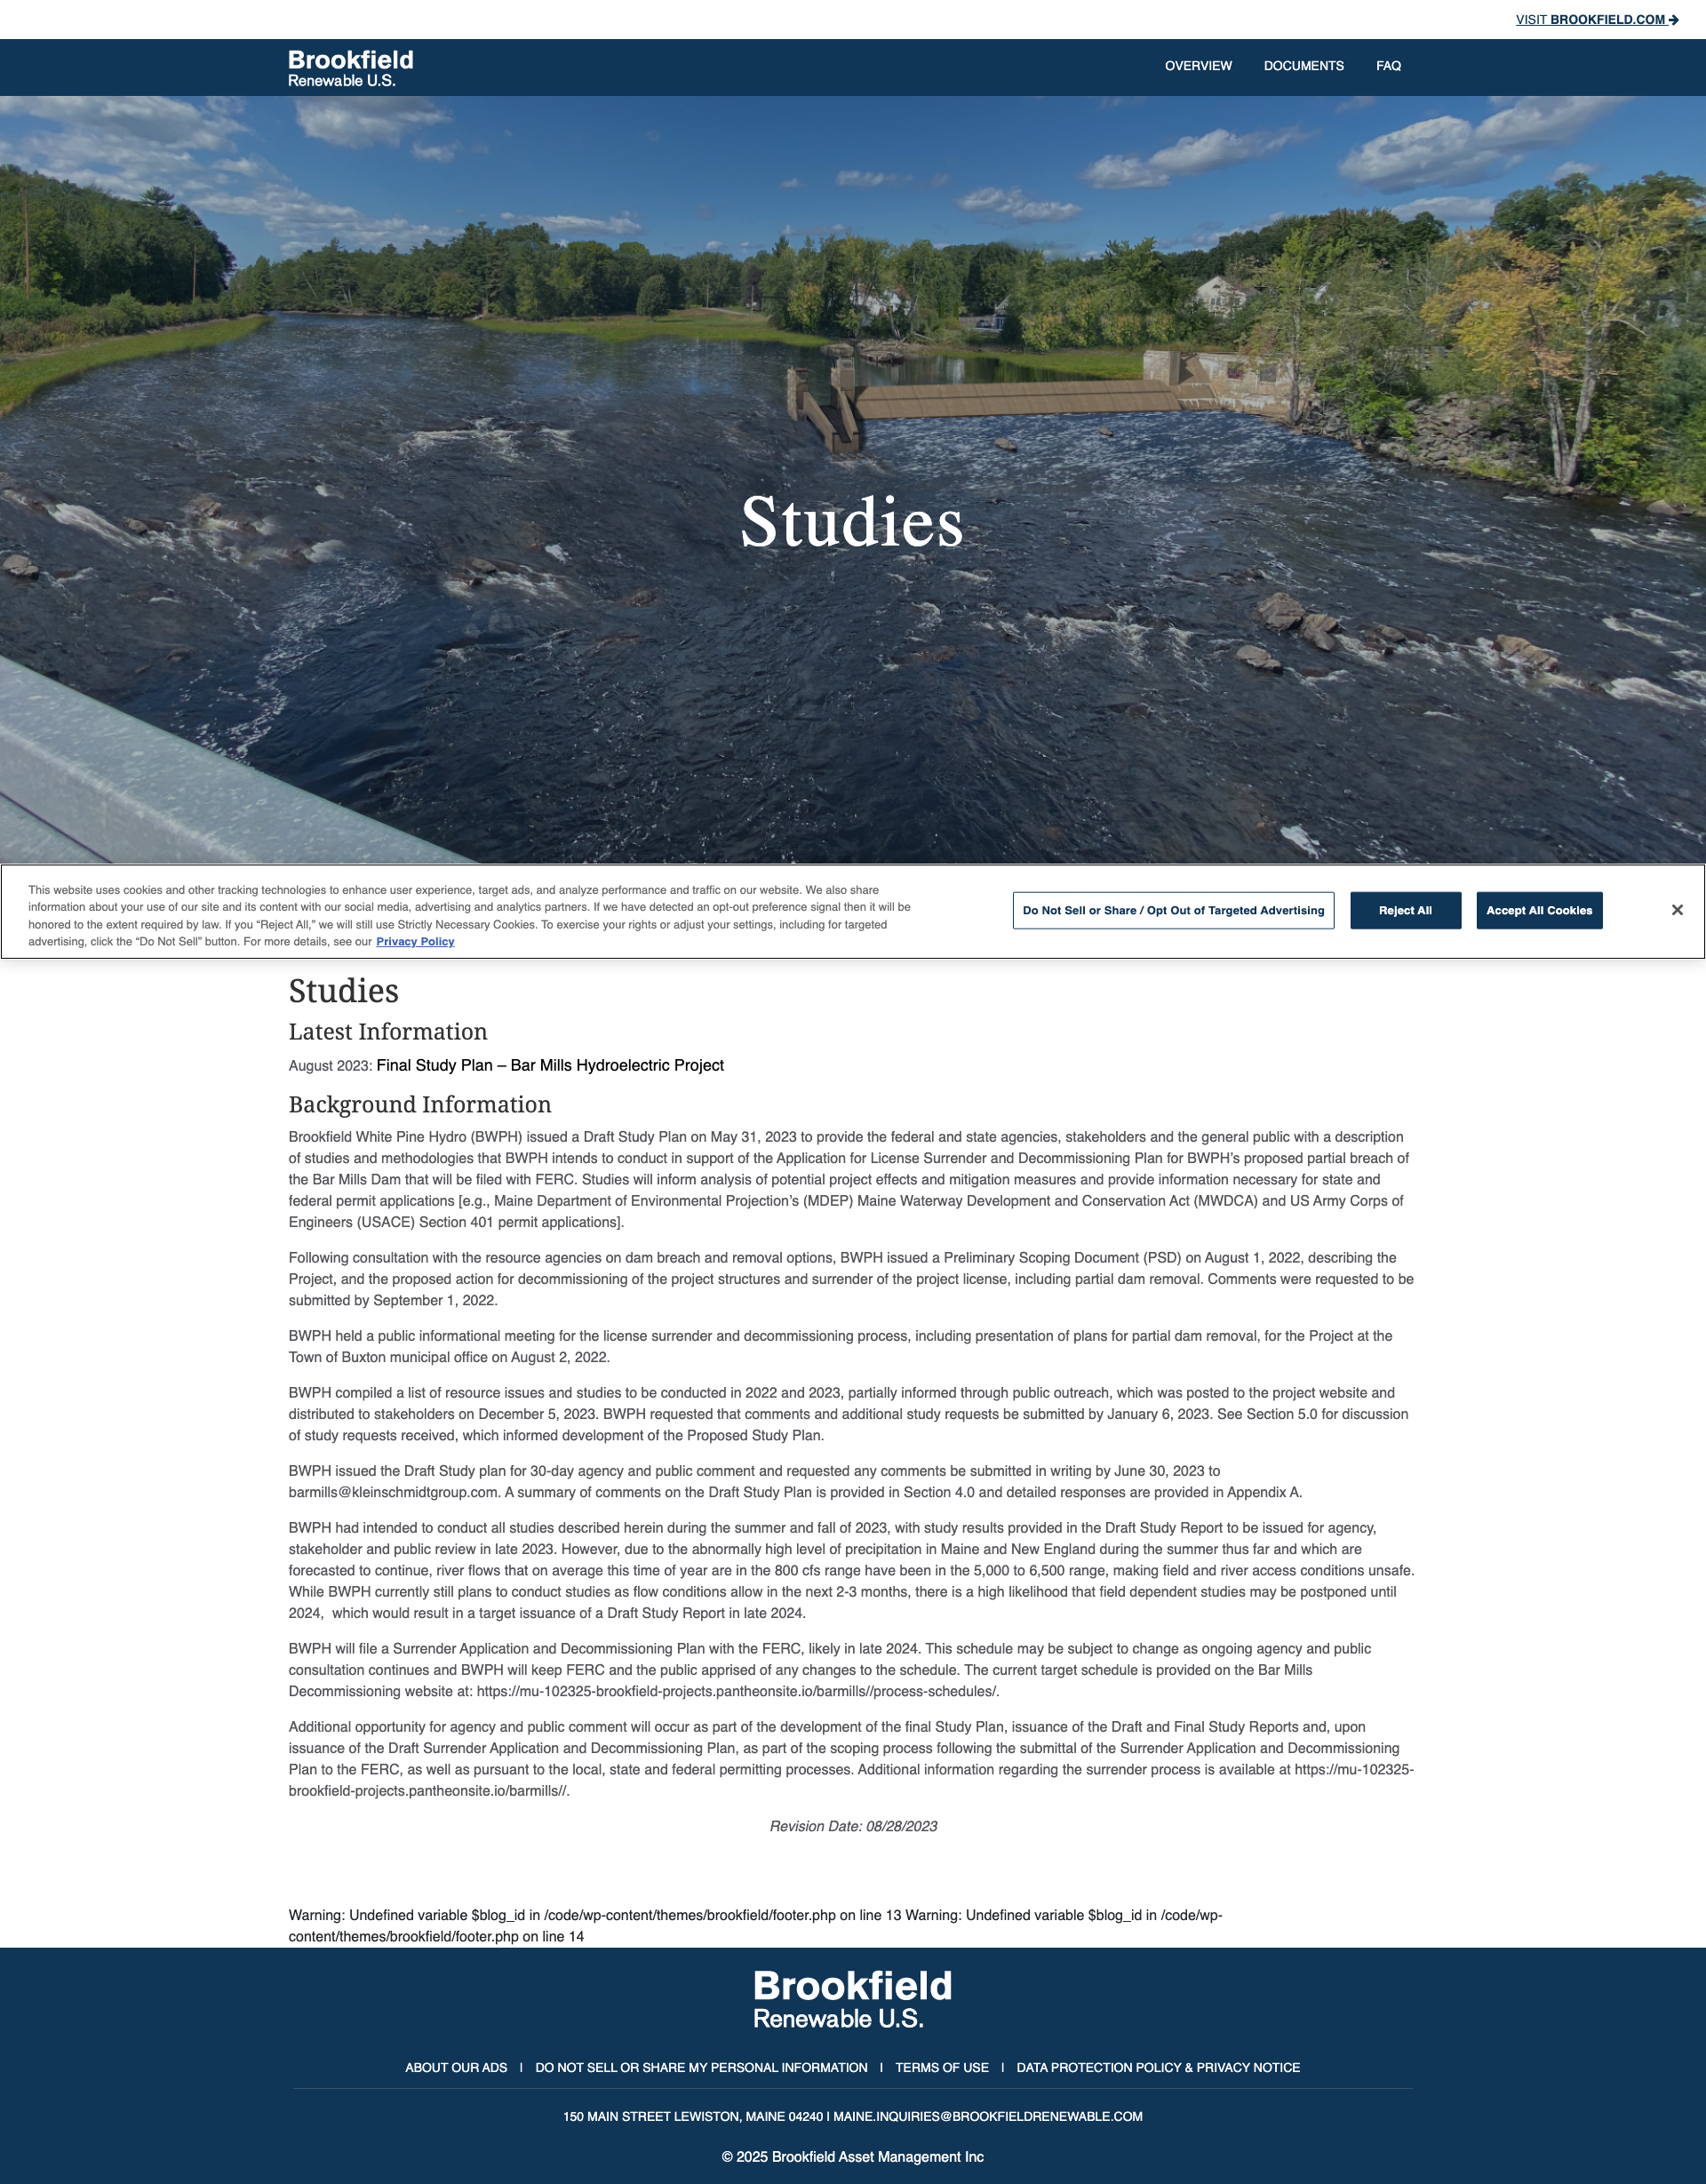 VISIT BROOKFIELD.COM
Brookfield
Renewable U.S.
OVERVIEW DOCUMENTS FAQ
Studies
This website uses cookies and other tracking technologies to enhance user experience, target ads, and analyze performance and traffic on our website. We also share
information about your use of our site and its content with our social media, advertising and analytics partners. If we have detected an opt-out preference signal then it will be
honored to the extent required by law. If you “Reject All,” we will still use Strictly Necessary Cookies. To exercise your rights or adjust your settings, including for targeted
advertising, click the “Do Not Sell” button. For more details, see our Privacy Policy
Do Not Sell or Share / Opt Out of Targeted Advertising
Reject All
Accept All Cookies
Studies
Latest Information
August 2023: Final Study Plan – Bar Mills Hydroelectric Project
Background Information
Brookfield White Pine Hydro (BWPH) issued a Draft Study Plan on May 31, 2023 to provide the federal and state agencies, stakeholders and the general public with a description
of studies and methodologies that BWPH intends to conduct in support of the Application for License Surrender and Decommissioning Plan for BWPH’s proposed partial breach of
the Bar Mills Dam that will be filed with FERC. Studies will inform analysis of potential project effects and mitigation measures and provide information necessary for state and
federal permit applications [e.g., Maine Department of Environmental Projection’s (MDEP) Maine Waterway Development and Conservation Act (MWDCA) and US Army Corps of
Engineers (USACE) Section 401 permit applications].
Following consultation with the resource agencies on dam breach and removal options, BWPH issued a Preliminary Scoping Document (PSD) on August 1, 2022, describing the
Project, and the proposed action for decommissioning of the project structures and surrender of the project license, including partial dam removal. Comments were requested to be
submitted by September 1, 2022.
BWPH held a public informational meeting for the license surrender and decommissioning process, including presentation of plans for partial dam removal, for the Project at the
Town of Buxton municipal office on August 2, 2022.
BWPH compiled a list of resource issues and studies to be conducted in 2022 and 2023, partially informed through public outreach, which was posted to the project website and
distributed to stakeholders on December 5, 2023. BWPH requested that comments and additional study requests be submitted by January 6, 2023. See Section 5.0 for discussion
of study requests received, which informed development of the Proposed Study Plan.
BWPH issued the Draft Study plan for 30-day agency and public comment and requested any comments be submitted in writing by June 30, 2023 to
barmills@kleinschmidtgroup.com. A summary of comments on the Draft Study Plan is provided in Section 4.0 and detailed responses are provided in Appendix A.
BWPH had intended to conduct all studies described herein during the summer and fall of 2023, with study results provided in the Draft Study Report to be issued for agency,
stakeholder and public review in late 2023. However, due to the abnormally high level of precipitation in Maine and New England during the summer thus far and which are
forecasted to continue, river flows that on average this time of year are in the 800 cfs range have been in the 5,000 to 6,500 range, making field and river access conditions unsafe.
While BWPH currently still plans to conduct studies as flow conditions allow in the next 2-3 months, there is a high likelihood that field dependent studies may be postponed until
2024,  which would result in a target issuance of a Draft Study Report in late 2024.
BWPH will file a Surrender Application and Decommissioning Plan with the FERC, likely in late 2024. This schedule may be subject to change as ongoing agency and public
consultation continues and BWPH will keep FERC and the public apprised of any changes to the schedule. The current target schedule is provided on the Bar Mills
Decommissioning website at: https://mu-102325-brookfield-projects.pantheonsite.io/barmills//process-schedules/.
Additional opportunity for agency and public comment will occur as part of the development of the final Study Plan, issuance of the Draft and Final Study Reports and, upon
issuance of the Draft Surrender Application and Decommissioning Plan, as part of the scoping process following the submittal of the Surrender Application and Decommissioning
Plan to the FERC, as well as pursuant to the local, state and federal permitting processes. Additional information regarding the surrender process is available at https://mu-102325-
brookfield-projects.pantheonsite.io/barmills//.
Revision Date: 08/28/2023
Warning: Undefined variable $blog_id in /code/wp-content/themes/brookfield/footer.php on line 13 Warning: Undefined variable $blog_id in /code/wp-
content/themes/brookfield/footer.php on line 14
Brookfield
Renewable U.S.
ABOUT OUR ADS | DO NOT SELL OR SHARE MY PERSONAL INFORMATION | TERMS OF USE | DATA PROTECTION POLICY & PRIVACY NOTICE
150 MAIN STREET LEWISTON, MAINE 04240 | MAINE.INQUIRIES@BROOKFIELDRENEWABLE.COM
© 2025 Brookfield Asset Management Inc